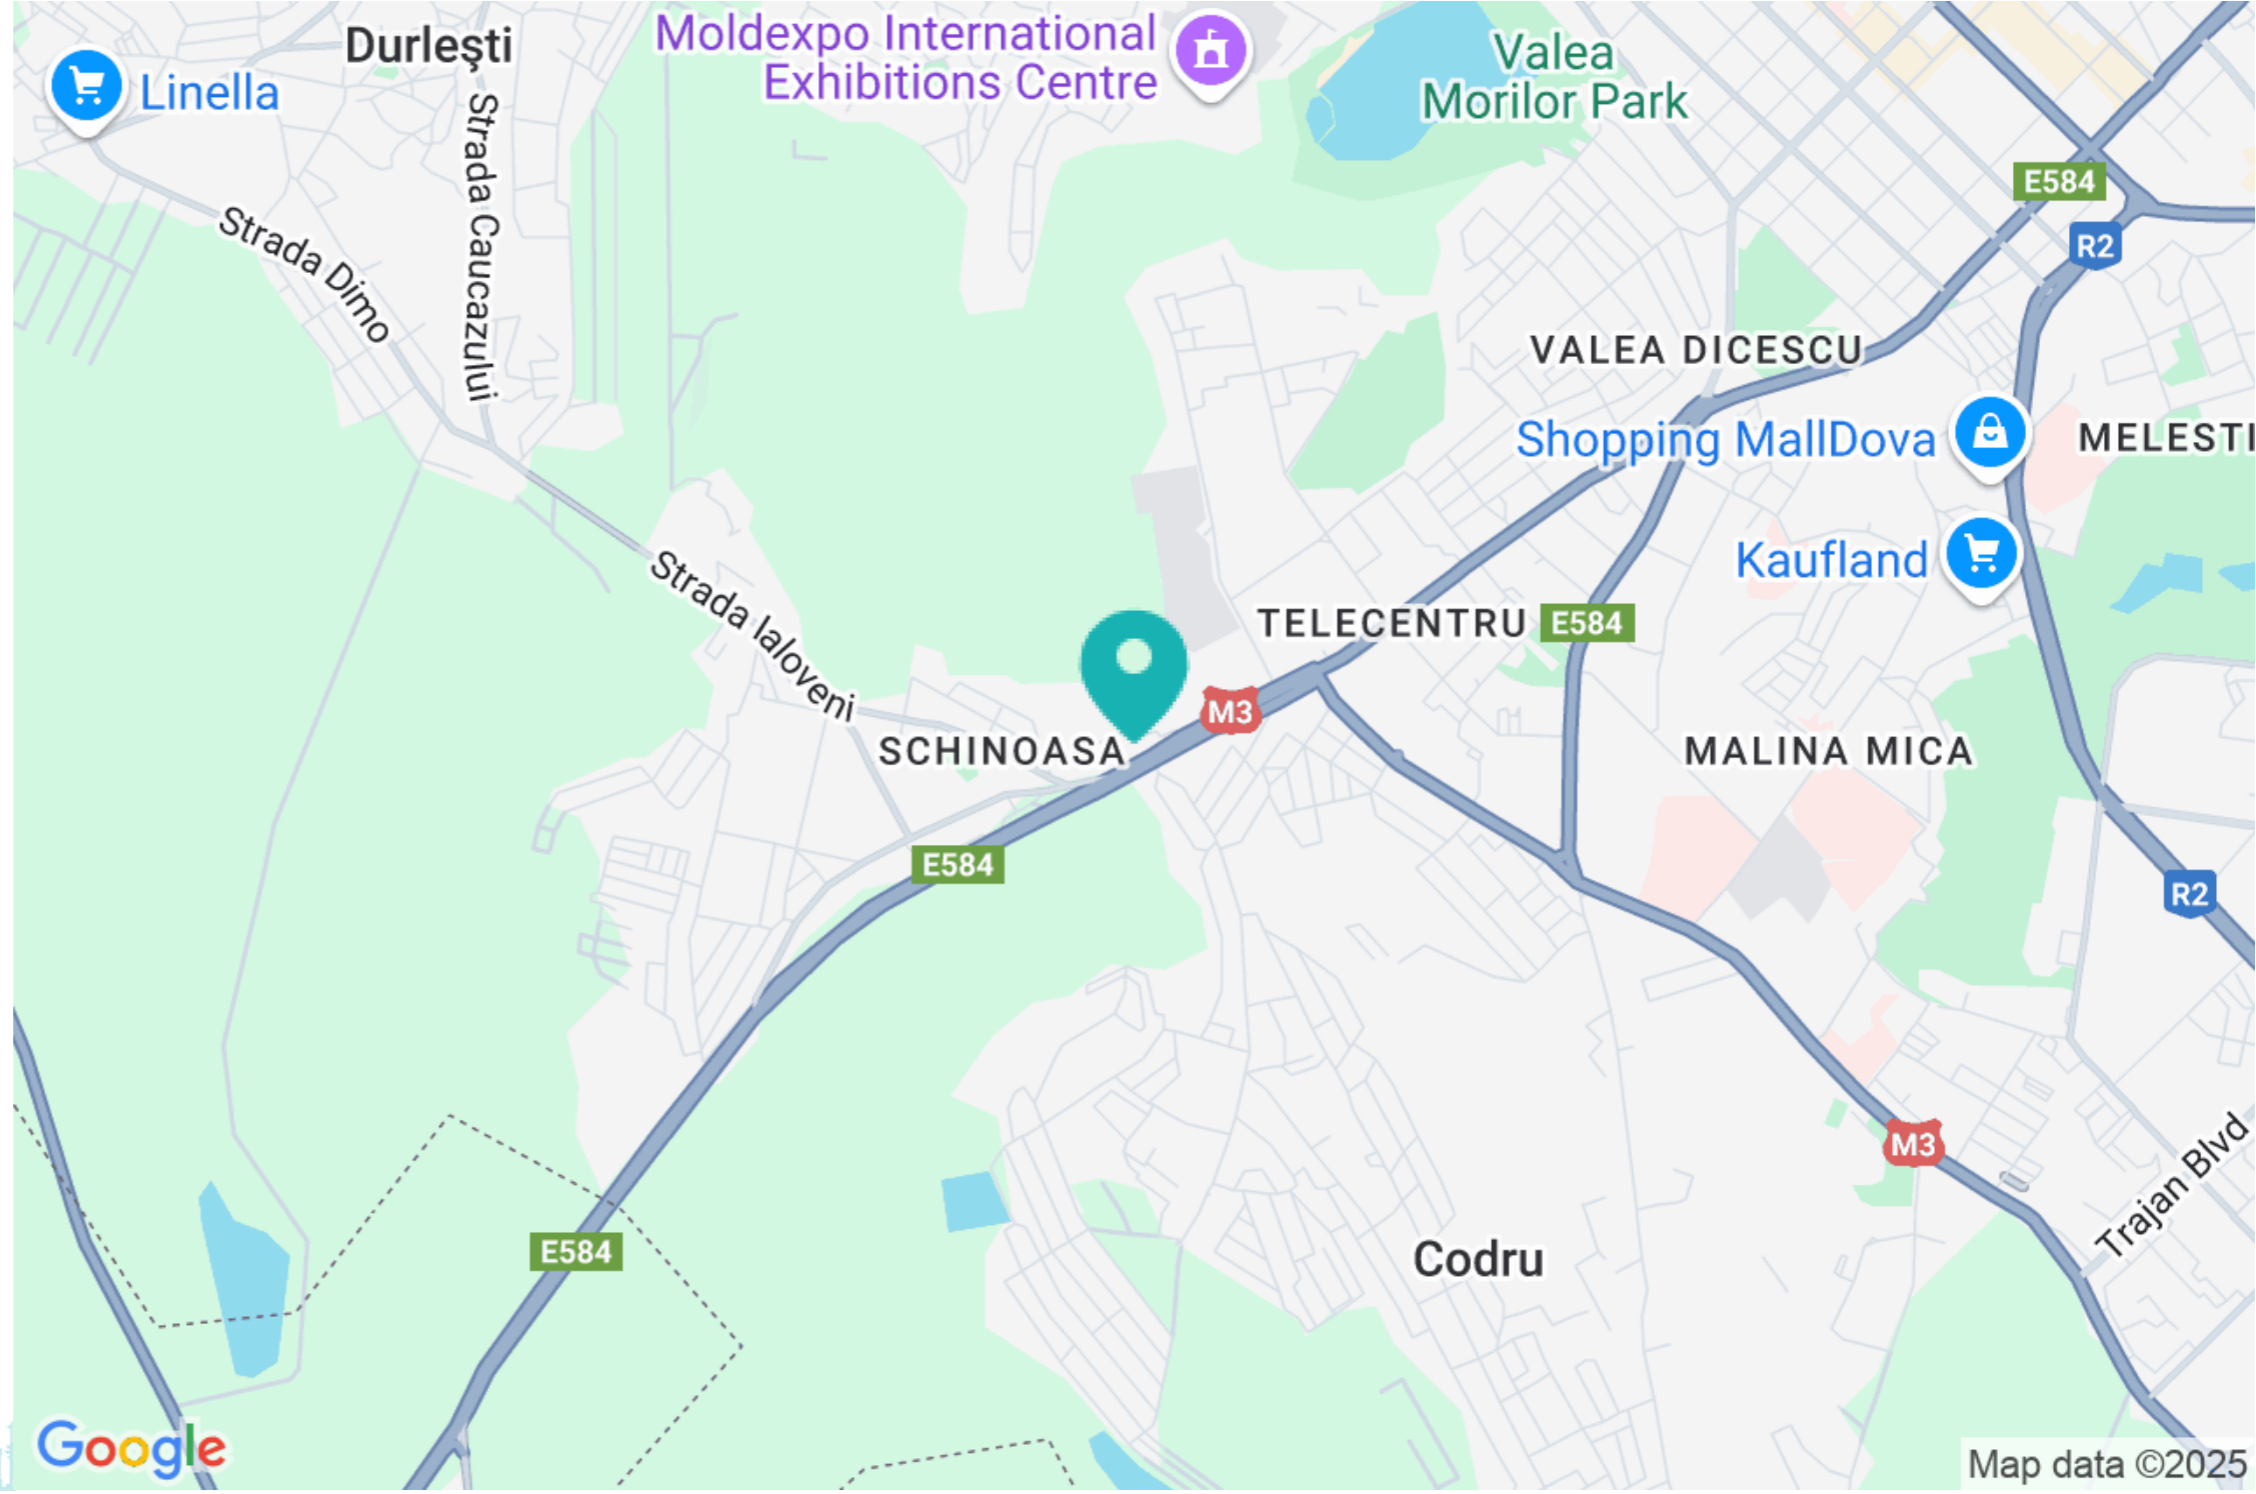 Durleşti
Linella
Moldexpo International
Exhibitions Centre
Valea
Morilor Park
Strada Caucazului
Strada Dimo
E584
R2
VALEA DICESCU
Shopping MallDova
MELESTI
Kaufland
Strada Ialoveni
TELECENTRU
E584
M3
SCHINOASA
MALINA MICA
E584
R2
M3
Trajan Blvd
E584
Codru
Google
Map data ©2025